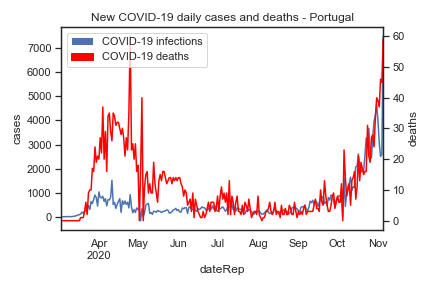 New COVID-19 daily cases and deaths - Portugal
COVID-19 infections
COVID-19 deaths
cases
7000
6000
5000
4000
3000
2000
1000
0
deaths
60
50
40
30
20
10
0
Apr May Jun Jul Aug Sep Oct Nov
2020
dateRep